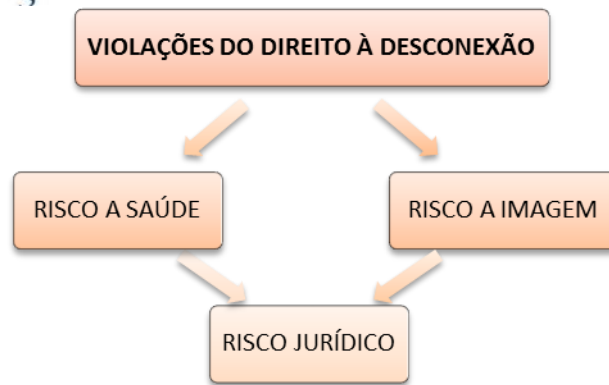 VIOLAÇÕES DO DIREITO À DESCONEXÃO
RISCO A SAÚDE
RISCO A IMAGEM
RISCO JURÍDICO